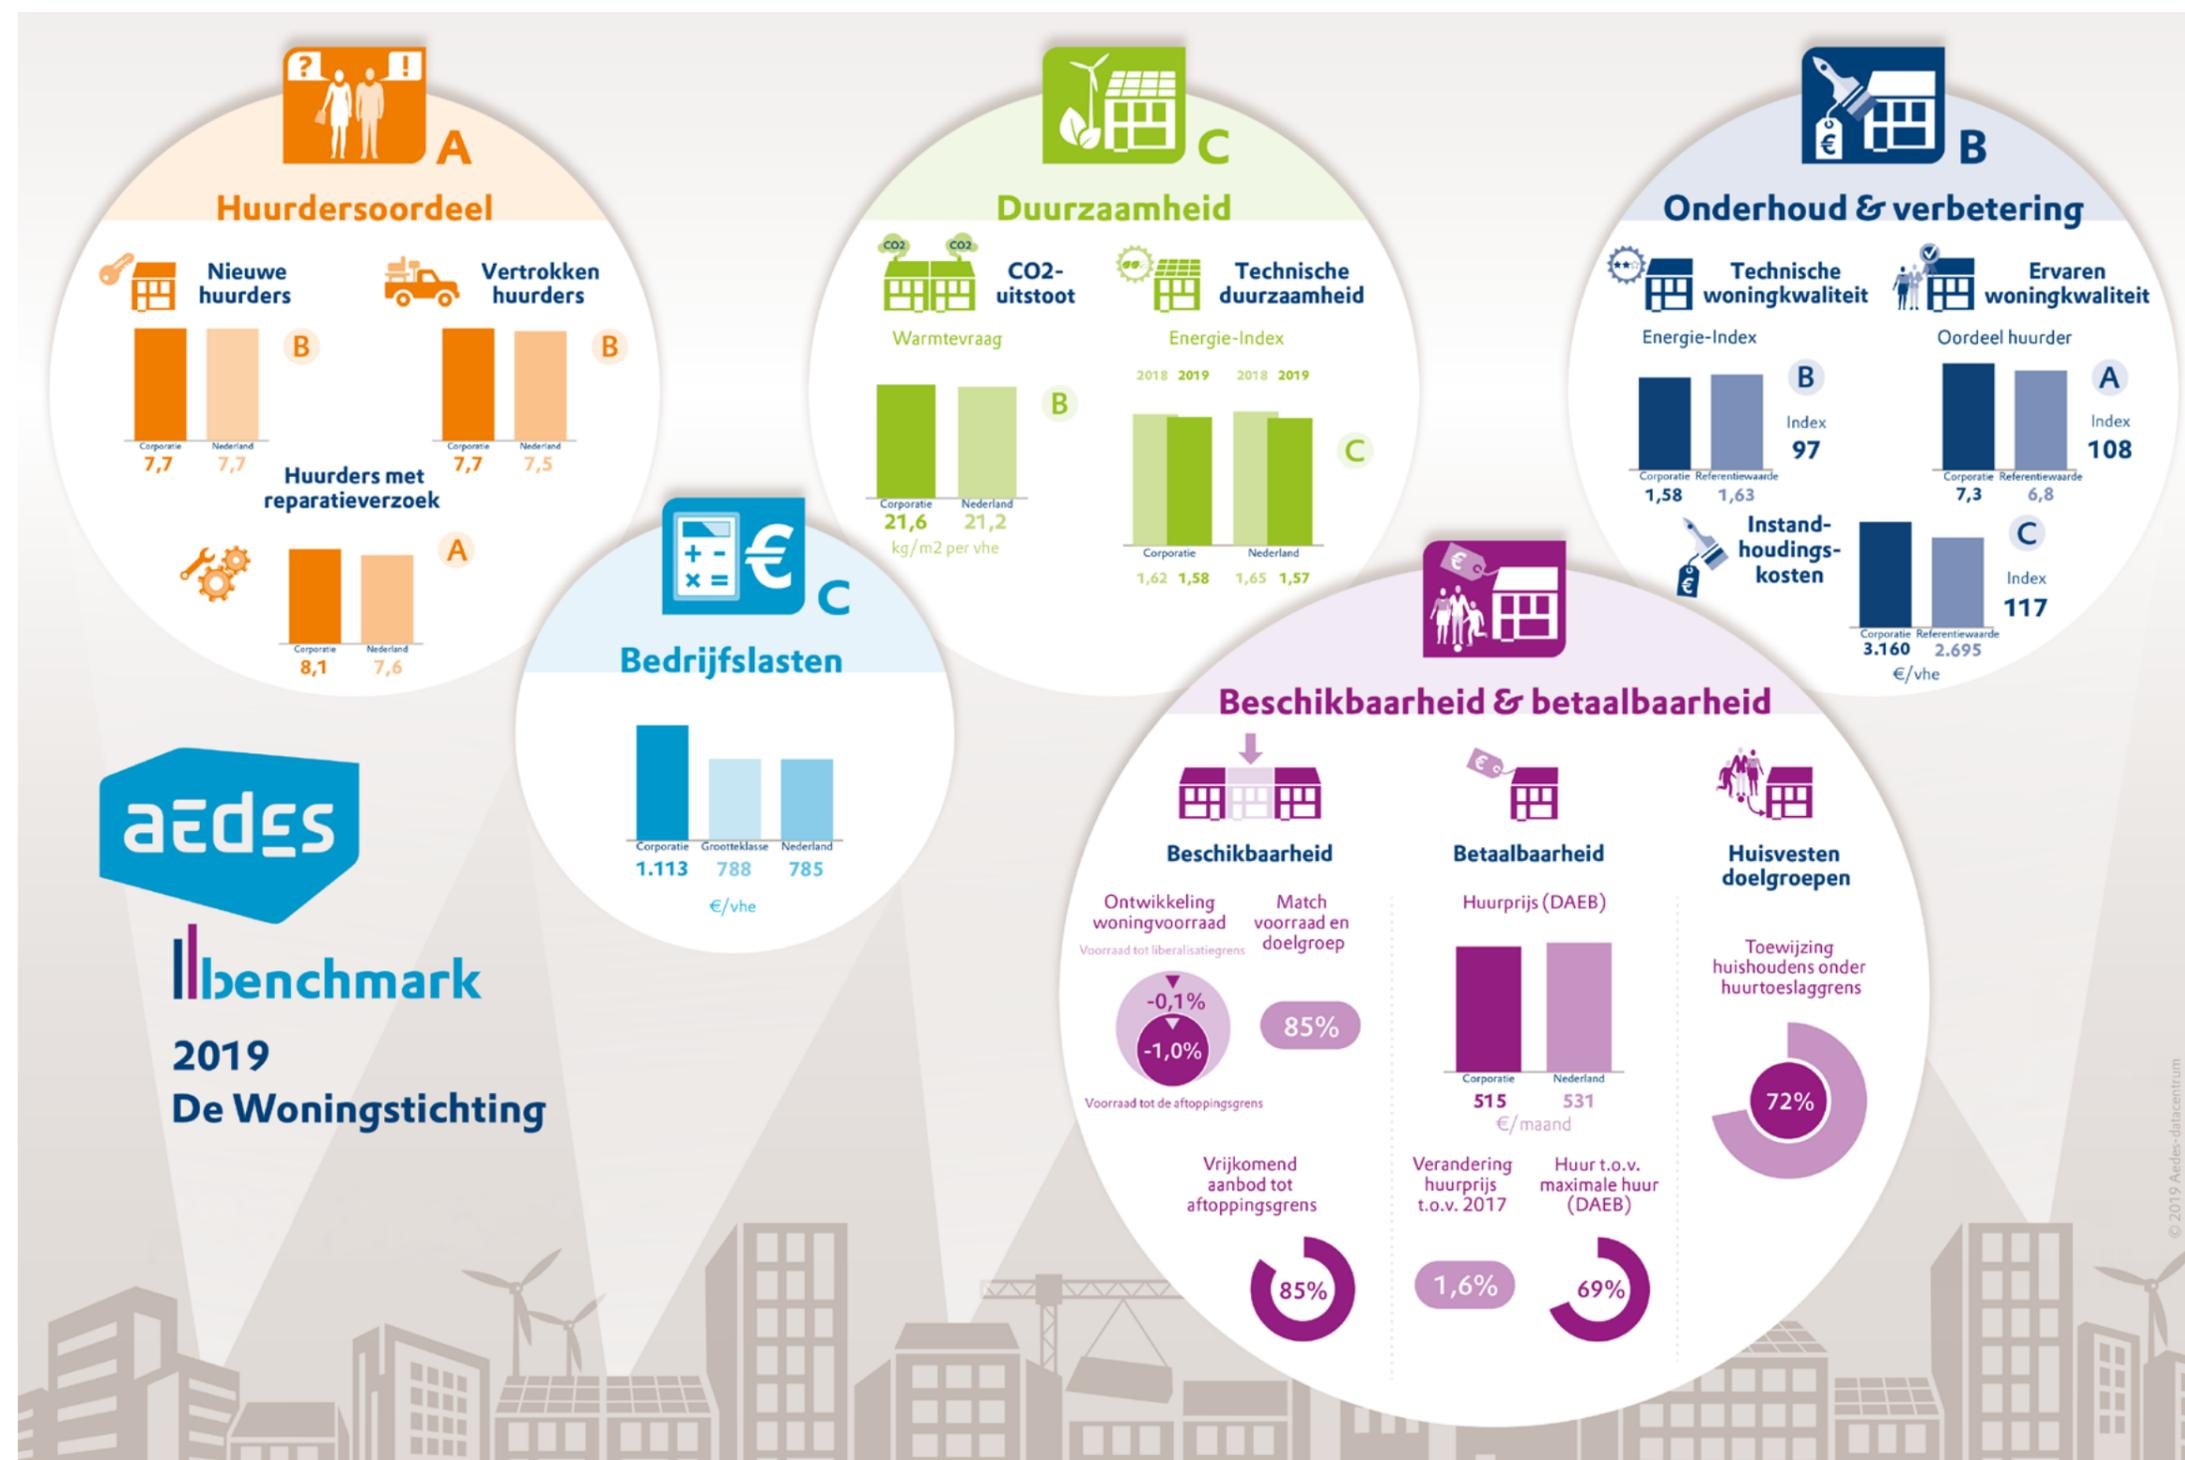 ? !
A
Huurdersoordeel
Nieuwe
huurders
B
Corporatie Nederland
7,7 7,7
Vertrokken
huurders
B
Corporatie Nederland
7,7 7,5
Huurders met
reparatieverzoek
A
Corporatie Nederland
8,1 7,6
+ -
x =
€
C
Bedrijfslasten
Corporatie Grootteklasse Nederland
1.113 788 785
€/vhe
C
Duurzaamheid
CO2 CO2
CO2-
uitstoot
Warmtevraag
B
Corporatie Nederland
21,6 21,2
kg/m2 per vhe
Technische
duurzaamheid
Energie-Index
2018 2019 2018 2019
C
Corporatie Nederland
1,62 1,58 1,65 1,57
€
B
Onderhoud & verbetering
Technische
woningkwaliteit
Energie-Index
B
Index
97
Corporatie Referentiewaarde
1,58 1,63
Ervaren
woningkwaliteit
Oordeel huurder
A
Index
108
Corporatie Referentiewaarde
7,3 6,8
€
Instand-
houdings-
kosten
C
Index
117
Corporatie Referentiewaarde
3.160 2.695
€/vhe
€
Beschikbaarheid & betaalbaarheid
Beschikbaarheid
Ontwikkeling
woningvoorraad
Voorraad tot liberalisatiegrens
-0,1%
-1,0%
Voorraad tot de aftoppingsgrens
Match
voorraad en
doelgroep
85%
Vrijkomend
aanbod tot
aftoppingsgrens
85%
€
Betaalbaarheid
Huurprijs (DAEB)
Corporatie Nederland
515 531
€/maand
Verandering
huurprijs
t.o.v. 2017
1,6%
Huur t.o.v.
maximale huur
(DAEB)
69%
Huisvesten
doelgroepen
Toewijzing
huishoudens onder
huurtoeslaggrens
72%
aedes
benchmark
2019
De Woningstichting
© 2019 Aedes-datacentrum